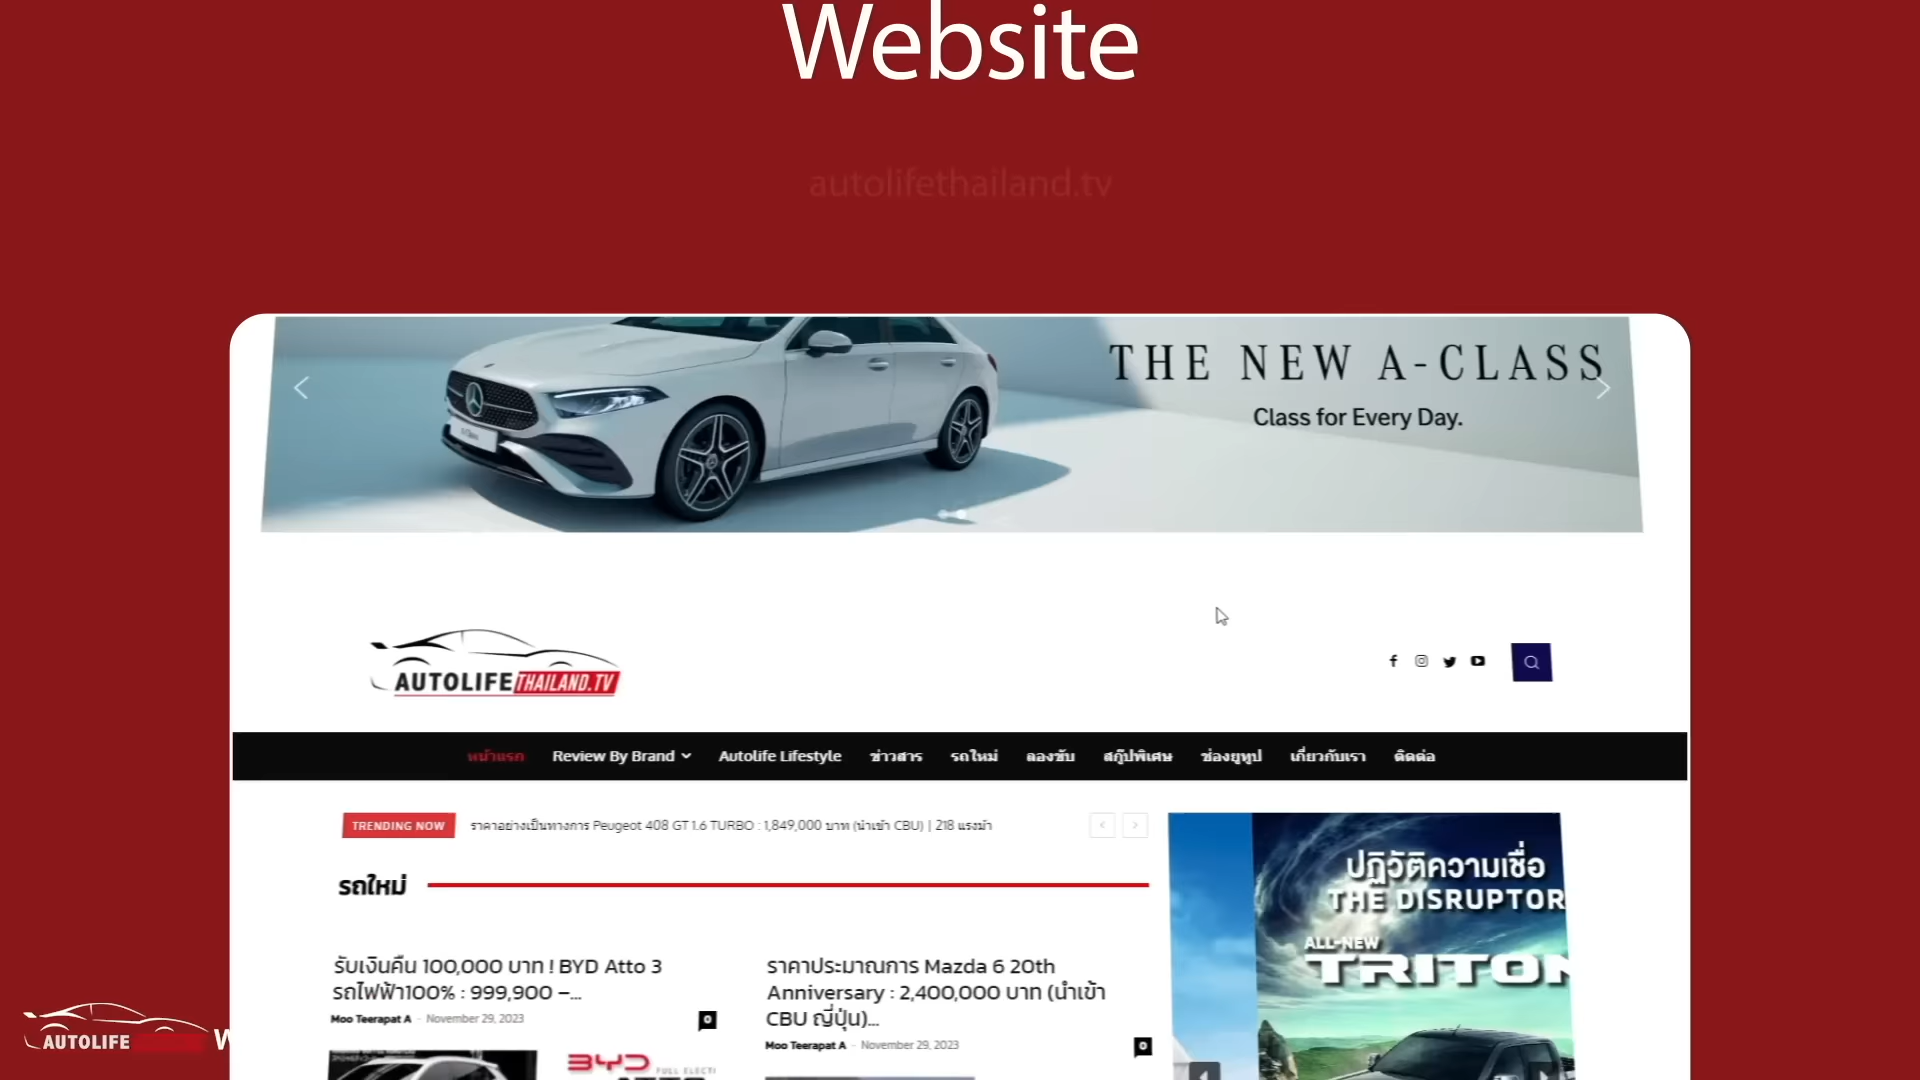 Website
autolifethailand.tv
THE NEW A-CLASS
Class for Every Day.
AUTOLIFE THAILAND.TV
หน้าแรก Review By Brand Autolife Lifestyle ข่าวสาร รถใหม่ ลองขับ สกู๊ปพิเศษ ช่องยูทูป เกี่ยวกับเรา ติดต่อ
TRENDING NOW ราคาอย่างเป็นทางการ Peugeot 408 GT 1.6 TURBO : 1,849,000 บาท (นำเข้า CBU) | 218 แรงม้า
รถใหม่
รับเงินคืน 100,000 บาท ! BYD Atto 3
รถไฟฟ้า100% : 999,900 –...
Moo Teerapat A - November 29, 2023 0
ราคาประมาณการ Mazda 6 20th
Anniversary : 2,400,000 บาท (นำเข้า
CBU ญี่ปุ่น)...
Moo Teerapat A - November 29, 2023 0
ปฏิวัติความเชื่อ
THE DISRUPTOR
ALL-NEW
TRITON
BYD FULL ELECTI
AUTOLIFE W